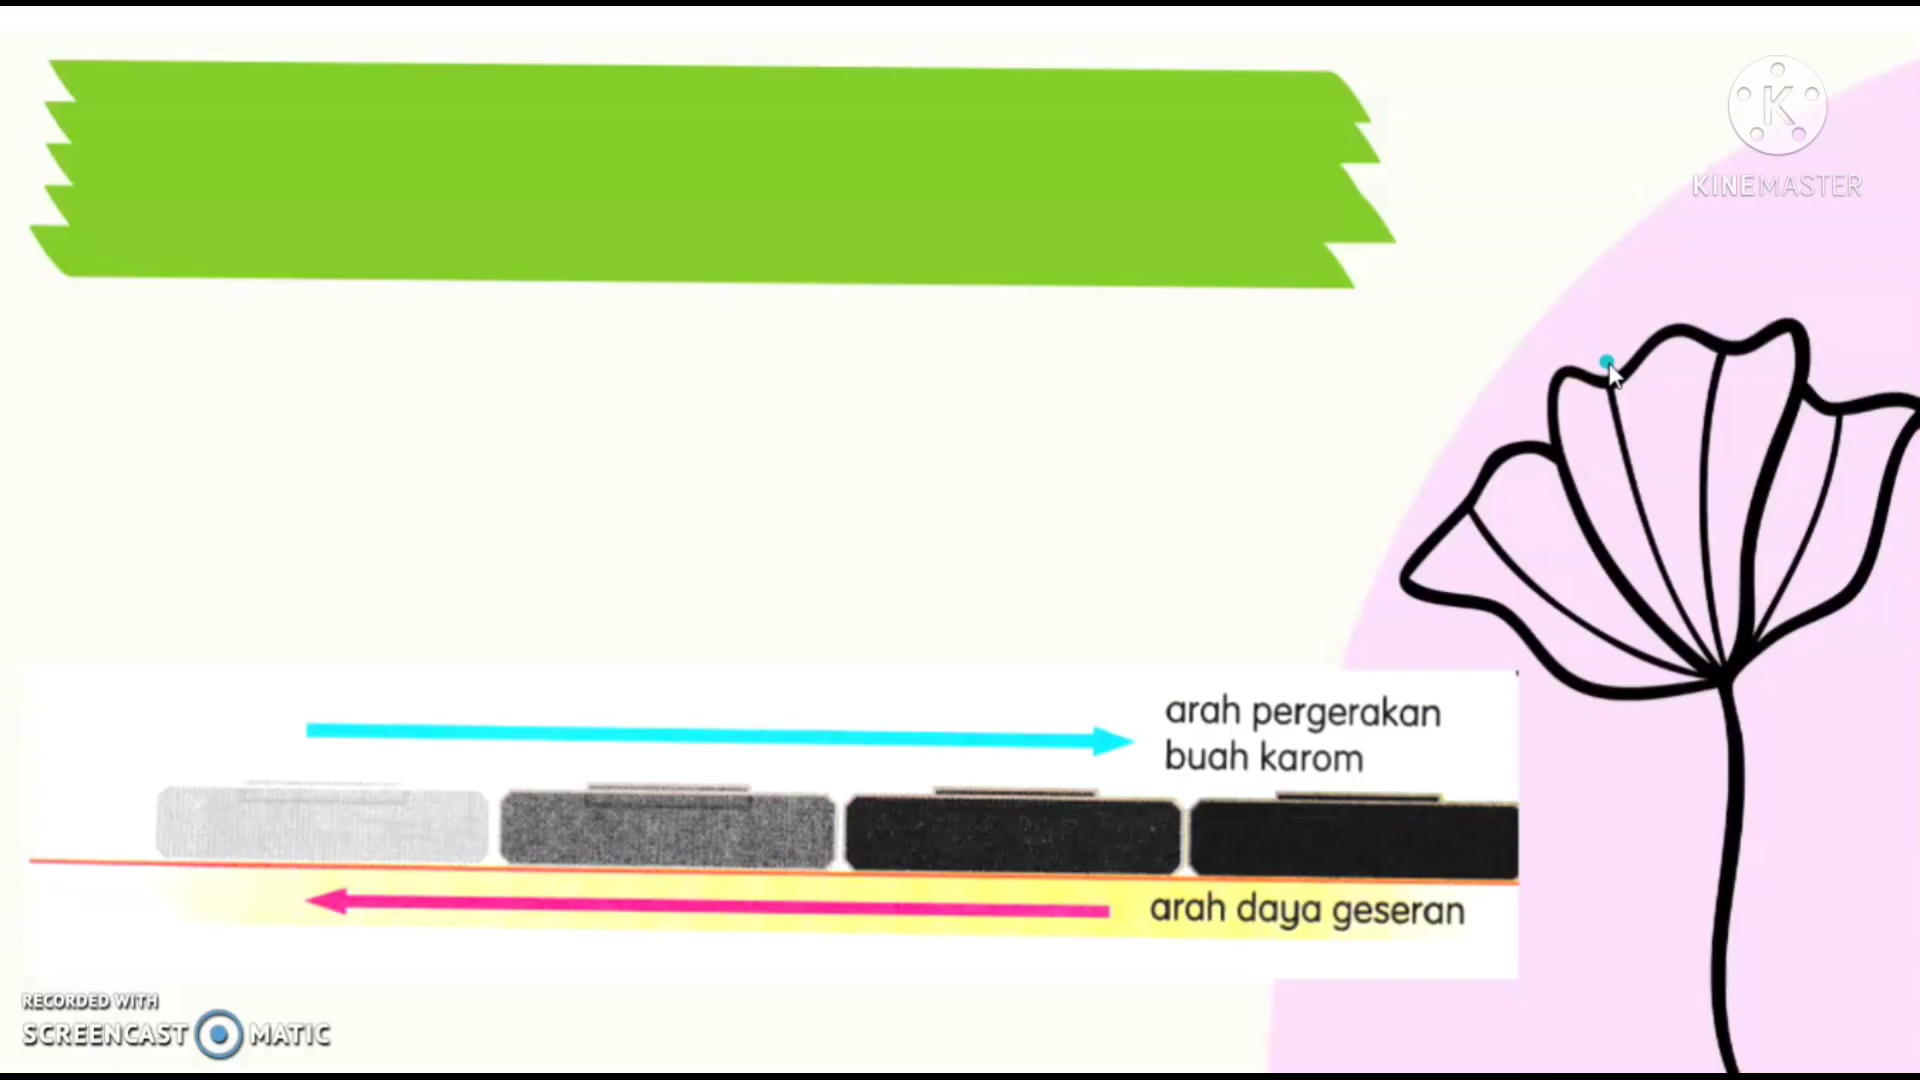 K
KINEMASTER
arah pergerakan
buah karom
arah daya geseran
RECORDED WITH
SCREENCAST MATIC